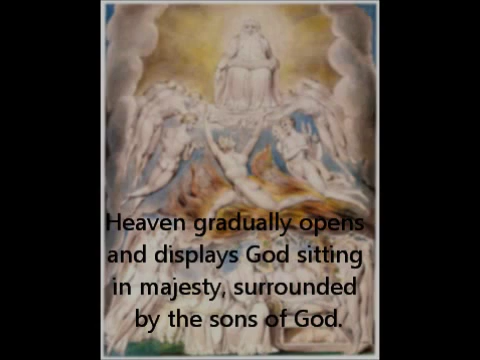 Heaven gradually opens
and displays God sitting
in majesty, surrounded
by the sons of God.